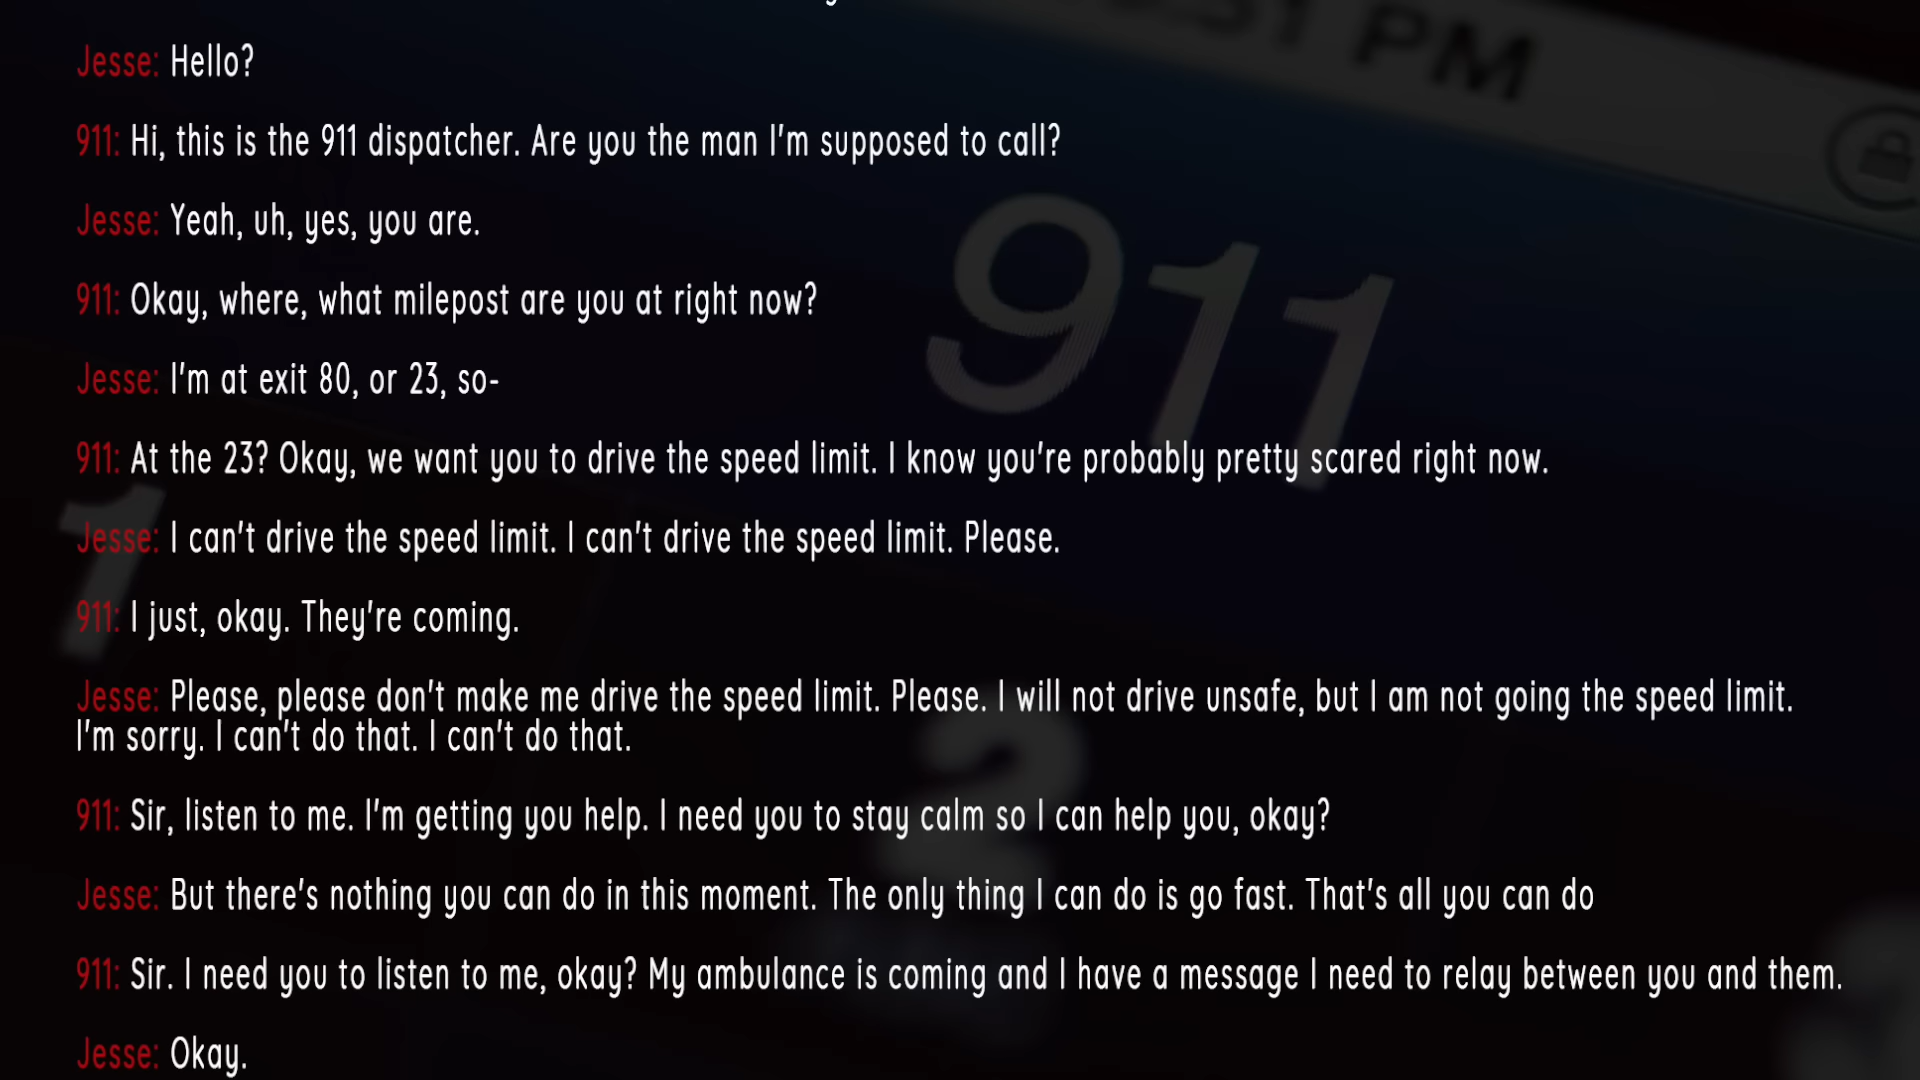 51 PM
911
1
2
Jesse: Hello?
911: Hi, this is the 911 dispatcher. Are you the man I'm supposed to call?
Jesse: Yeah, uh, yes, you are.
911: Okay, where, what milepost are you at right now?
Jesse: I'm at exit 80, or 23, so-
911: At the 23? Okay, we want you to drive the speed limit. I know you're probably pretty scared right now.
Jesse: I can't drive the speed limit. I can't drive the speed limit. Please.
911: I just, okay. They're coming.
Jesse: Please, please don't make me drive the speed limit. Please. I will not drive unsafe, but I am not going the speed limit.
I'm sorry. I can't do that. I can't do that.
911: Sir, listen to me. I'm getting you help. I need you to stay calm so I can help you, okay?
Jesse: But there's nothing you can do in this moment. The only thing I can do is go fast. That's all you can do
911: Sir. I need you to listen to me, okay? My ambulance is coming and I have a message I need to relay between you and them.
Jesse: Okay.